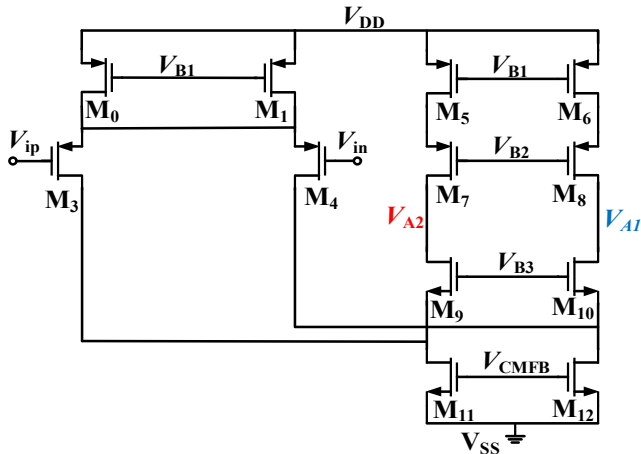 VDD
VB1 VB1
M0 M1 M5 M6
Vip Vin VB2
M3 M4 M7 M8
VA2 VA1
VB3
M9 M10
VCMFB
M11 M12
VSS